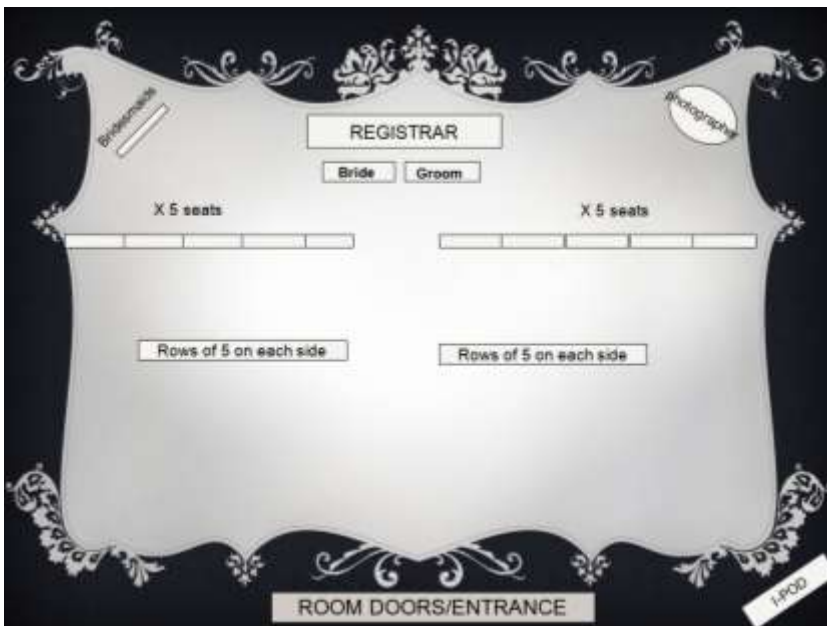 Bridesmaids
photographer
REGISTRAR
Bride Groom
X 5 seats X 5 seats
Rows of 5 on each side Rows of 5 on each side
I-POD
ROOM DOORS/ENTRANCE